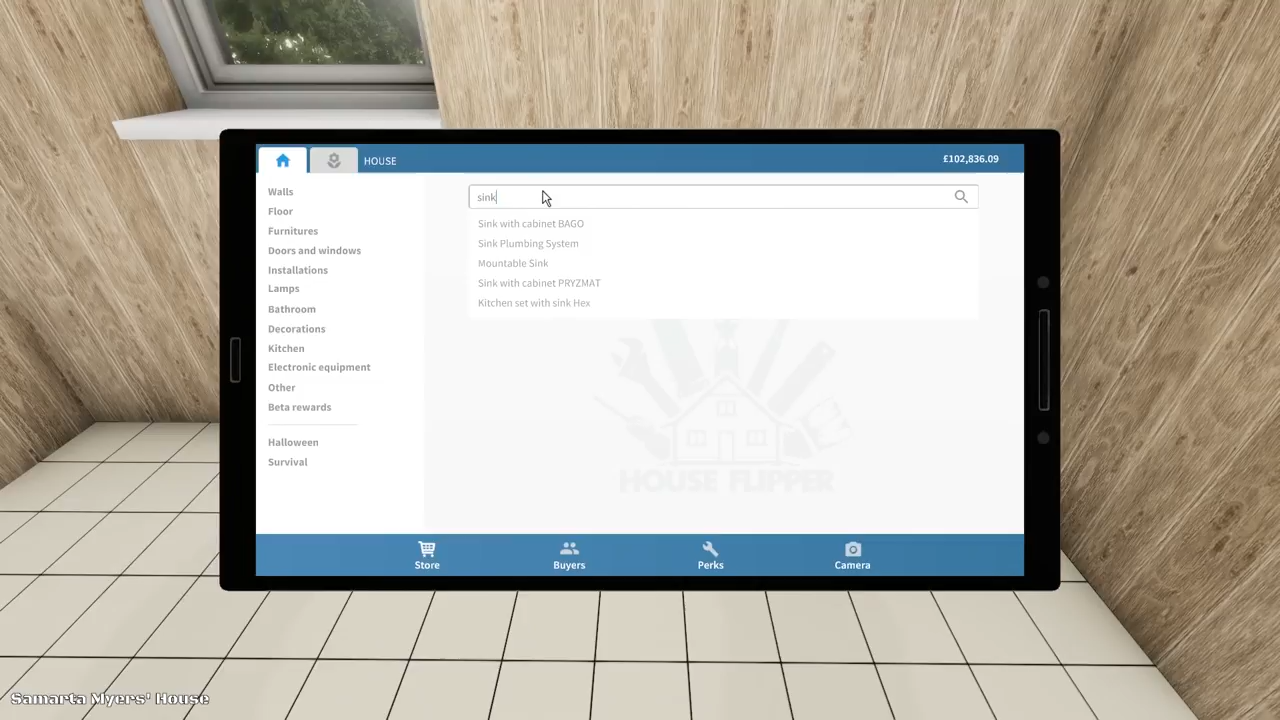 HOUSE
£102,836.09
Walls
Floor
Furnitures
Doors and windows
Installations
Lamps
Bathroom
Decorations
Kitchen
Electronic equipment
Other
Beta rewards
Halloween
Survival
sink
Sink with cabinet BAGO
Sink Plumbing System
Mountable Sink
Sink with cabinet PRYZMAT
Kitchen set with sink Hex
HOUSE FLIPPER
Store
Buyers
Perks
Camera
Samarta Myers' House